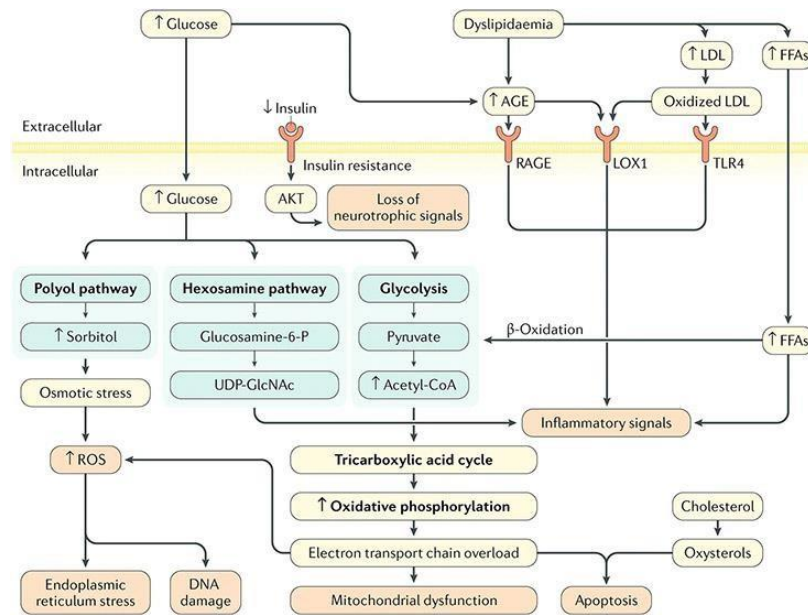 ↑ Glucose
Dyslipidaemia
↑ LDL
↑ FFAs
↑ AGE
Oxidized LDL
↓ Insulin
Extracellular
Intracellular
Insulin resistance
RAGE
LOX1
TLR4
↑ Glucose
AKT
Loss of
neurotrophic signals
Polyol pathway
Hexosamine pathway
Glycolysis
↑ Sorbitol
Glucosamine-6-P
Pyruvate
β-Oxidation
↑ FFAs
Osmotic stress
UDP-GlcNAc
↑ Acetyl-CoA
Inflammatory signals
↑ ROS
Tricarboxylic acid cycle
↑ Oxidative phosphorylation
Cholesterol
Electron transport chain overload
Oxysterols
Endoplasmic
reticulum stress
DNA
damage
Mitochondrial dysfunction
Apoptosis